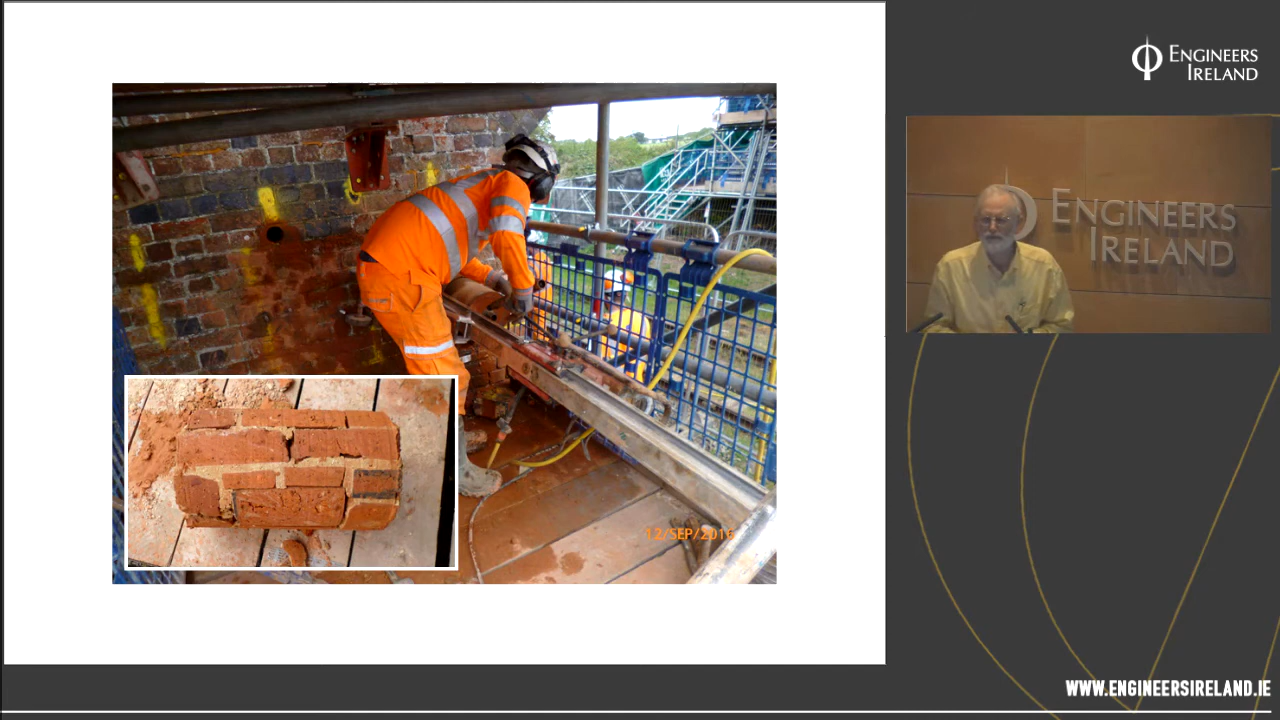 ENGINEERS
IRELAND
ENGINEERS
IRELAND
12/SEP/2016
WWW.ENGINEERSIRELAND.IE